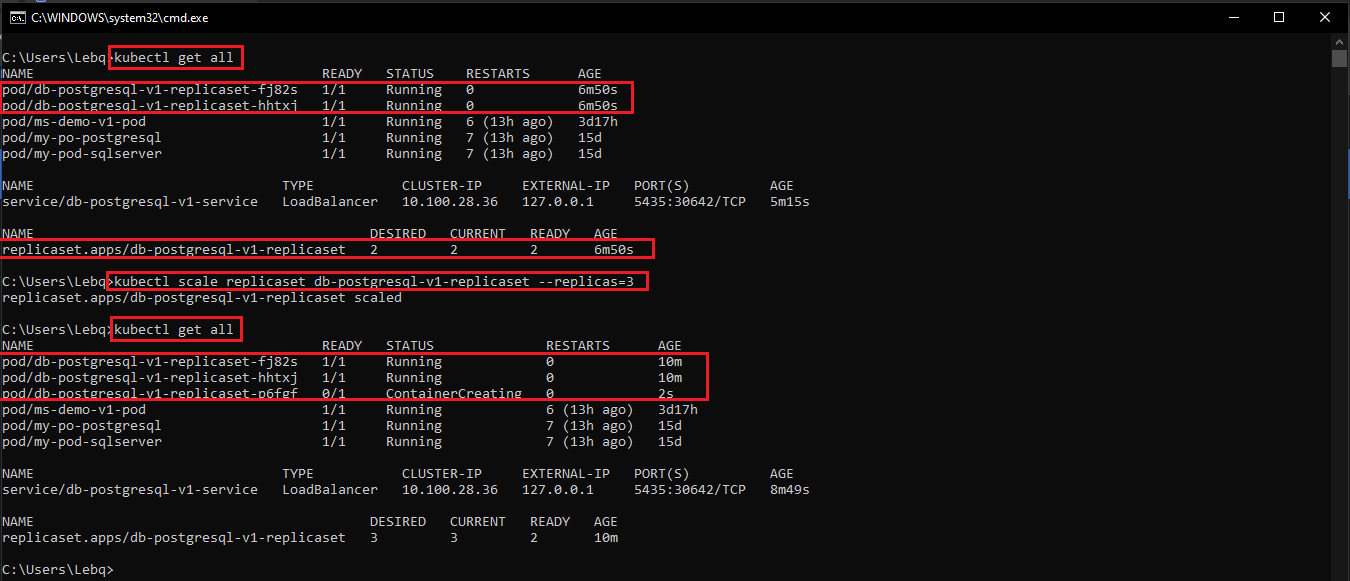 C:\WINDOWS\system32\cmd.exe
C:\Users\Lebq>kubectl get all
NAME READY STATUS RESTARTS AGE
pod/db-postgresql-v1-replicaset-fj82s 1/1 Running 0 6m50s
pod/db-postgresql-v1-replicaset-hhtxj 1/1 Running 0 6m50s
pod/ms-demo-v1-pod 1/1 Running 6 (13h ago) 3d17h
pod/my-po-postgresql 1/1 Running 7 (13h ago) 15d
pod/my-pod-sqlserver 1/1 Running 7 (13h ago) 15d
NAME TYPE CLUSTER-IP EXTERNAL-IP PORT(S) AGE
service/db-postgresql-v1-service LoadBalancer 10.100.28.36 127.0.0.1 5435:30642/TCP 5m15s
NAME DESIRED CURRENT READY AGE
replicaset.apps/db-postgresql-v1-replicaset 2 2 2 6m50s
C:\Users\Lebq>kubectl scale replicaset db-postgresql-v1-replicaset --replicas=3
replicaset.apps/db-postgresql-v1-replicaset scaled
C:\Users\Lebq>kubectl get all
NAME READY STATUS RESTARTS AGE
pod/db-postgresql-v1-replicaset-fj82s 1/1 Running 0 10m
pod/db-postgresql-v1-replicaset-hhtxj 1/1 Running 0 10m
pod/db-postgresql-v1-replicaset-p6fgf 0/1 ContainerCreating 0 2s
pod/ms-demo-v1-pod 1/1 Running 6 (13h ago) 3d17h
pod/my-po-postgresql 1/1 Running 7 (13h ago) 15d
pod/my-pod-sqlserver 1/1 Running 7 (13h ago) 15d
NAME TYPE CLUSTER-IP EXTERNAL-IP PORT(S) AGE
service/db-postgresql-v1-service LoadBalancer 10.100.28.36 127.0.0.1 5435:30642/TCP 8m49s
NAME DESIRED CURRENT READY AGE
replicaset.apps/db-postgresql-v1-replicaset 3 3 2 10m
C:\Users\Lebq>